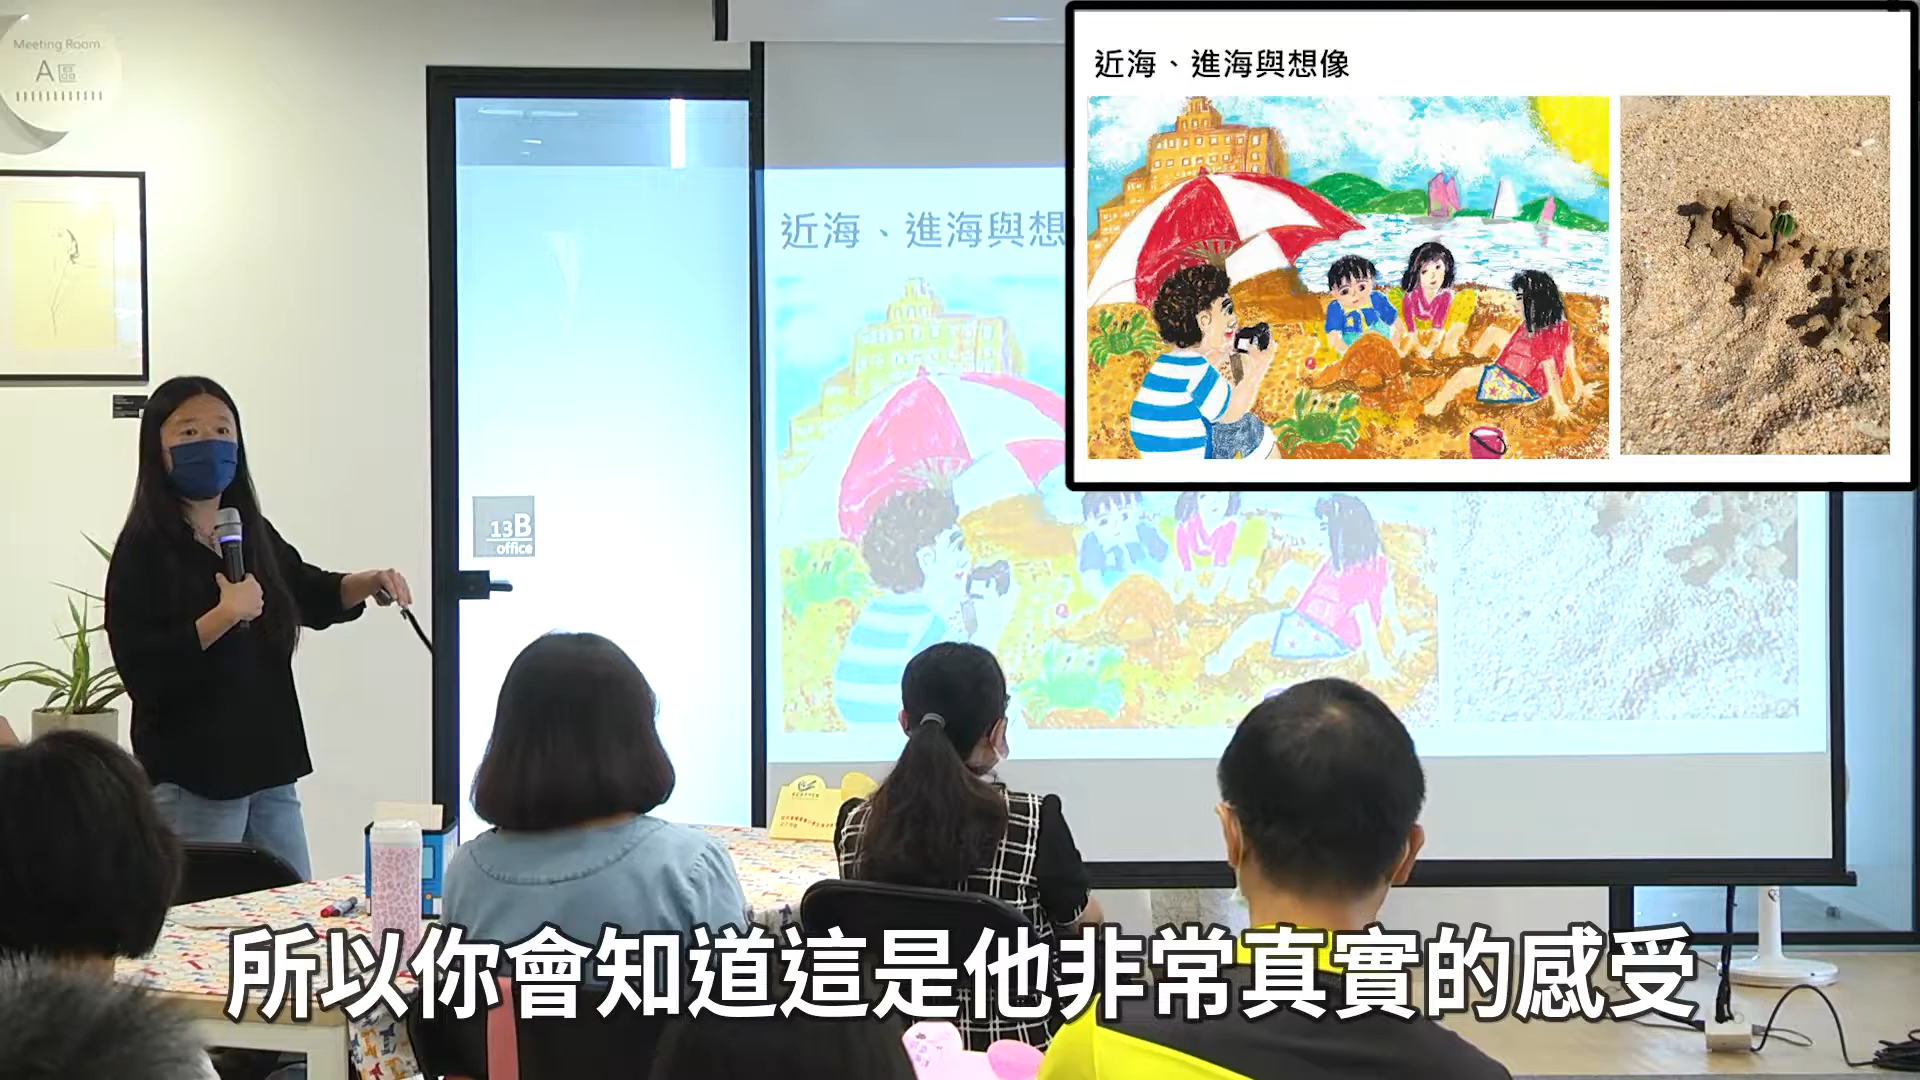 Meeting Room
A區
近海、進海與想像
近海、進海與想
13B
office
所以你會知道這是他非常真實的感受